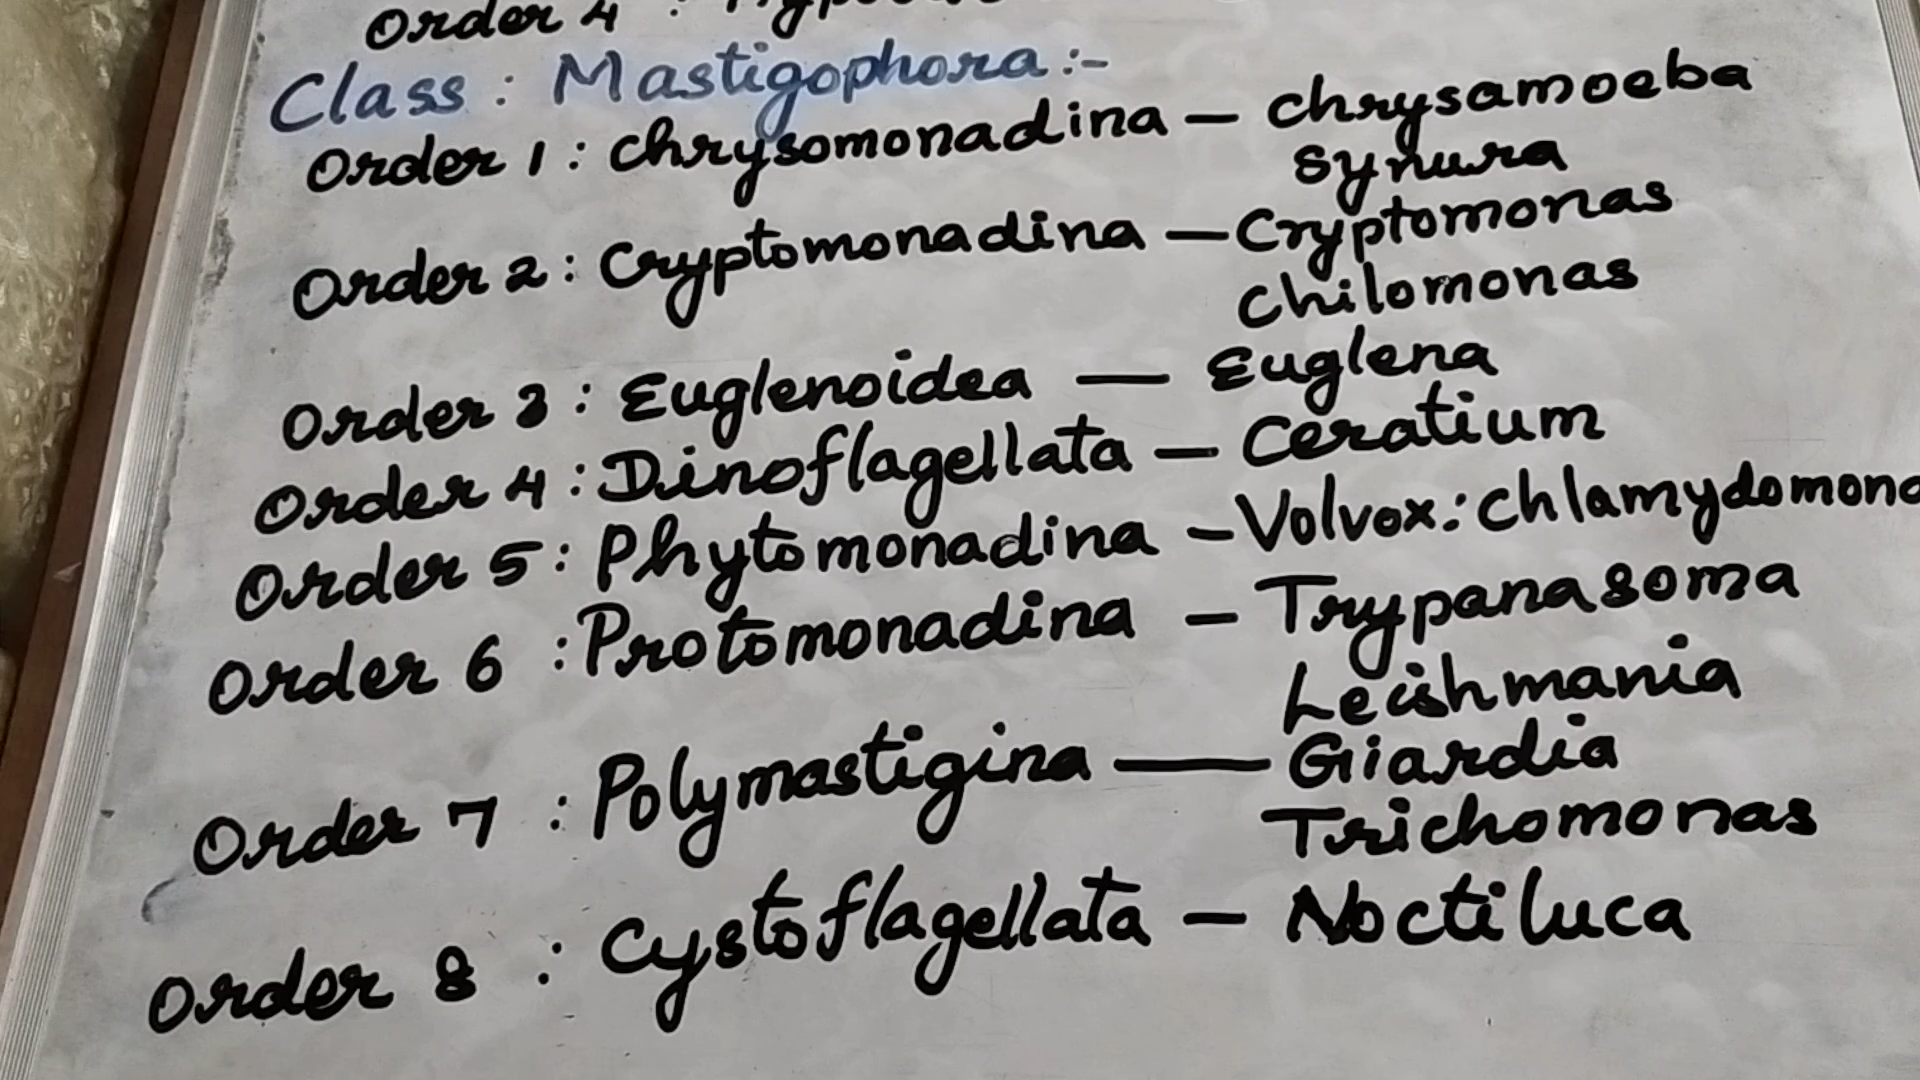 Order 4 :
Class : Mastigophora :-
Order 1 : Chrysomonadina - Chrysamoeba
Synura
Order 2 : Cryptomonadina - Cryptomonas
Chilomonas
Order 3 : Euglenoidea - Euglena
Order 4 : Dinoflagellata - Ceratium
Order 5 : Phytomonadina - Volvox : Chlamydomona
Order 6 : Protomonadina - Trypanasoma
Leishmania
Order 7 : Polymastigina - Giardia
Trichomonas
Order 8 : Cystoflagellata - Noctiluca